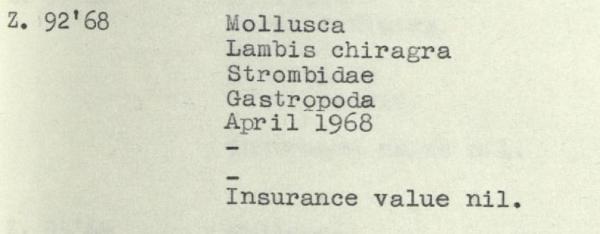 Z. 92'68 Mollusca
Lambis chiragra
Strombidae
Gastropoda
April 1968
-
-
Insurance value nil.